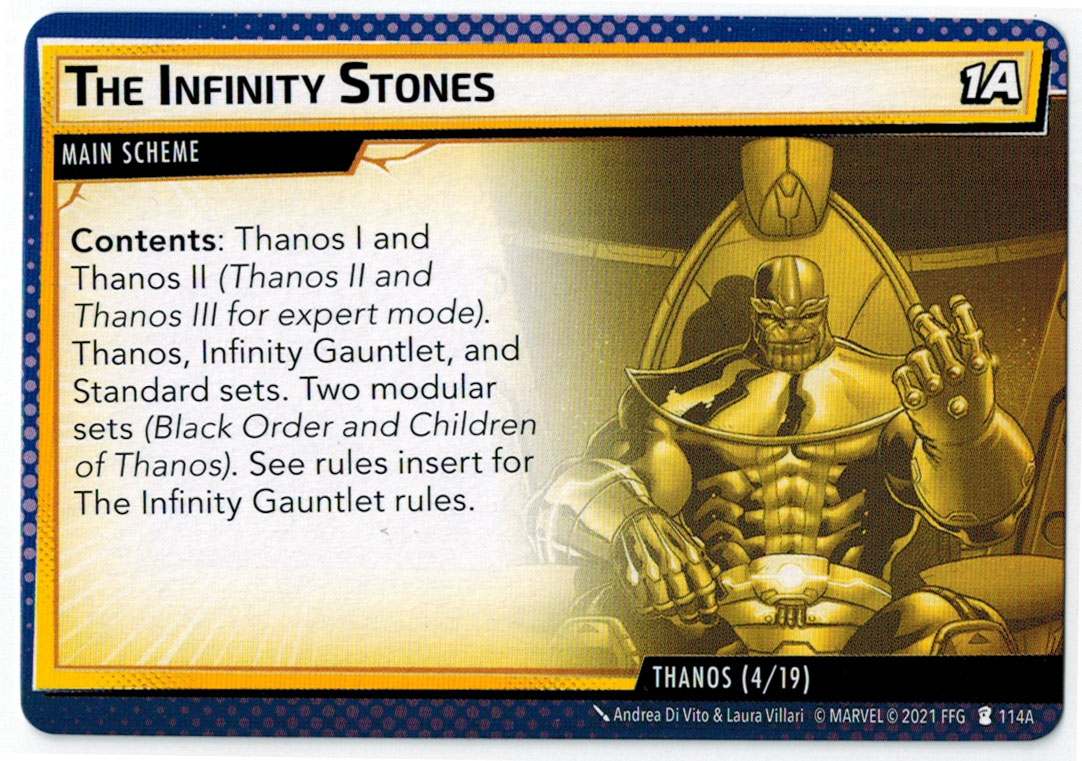 THE INFINITY STONES
1A
MAIN SCHEME
Contents: Thanos I and
Thanos II (Thanos II and
Thanos III for expert mode).
Thanos, Infinity Gauntlet, and
Standard sets. Two modular
sets (Black Order and Children
of Thanos). See rules insert for
The Infinity Gauntlet rules.
THANOS (4/19)
Andrea Di Vito & Laura Villari © MARVEL © 2021 FFG 114A